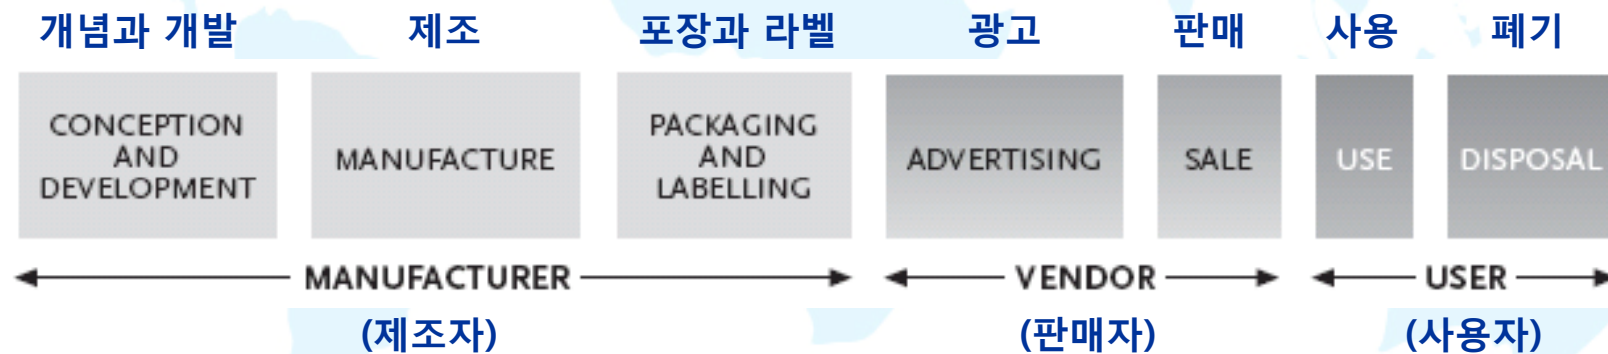 개념과 개발 제조 포장과 라벨 광고 판매 사용 폐기
CONCEPTION
AND
DEVELOPMENT
MANUFACTURE
PACKAGING
AND
LABELLING
ADVERTISING
SALE
USE
DISPOSAL
MANUFACTURER VENDOR USER
(제조자) (판매자) (사용자)